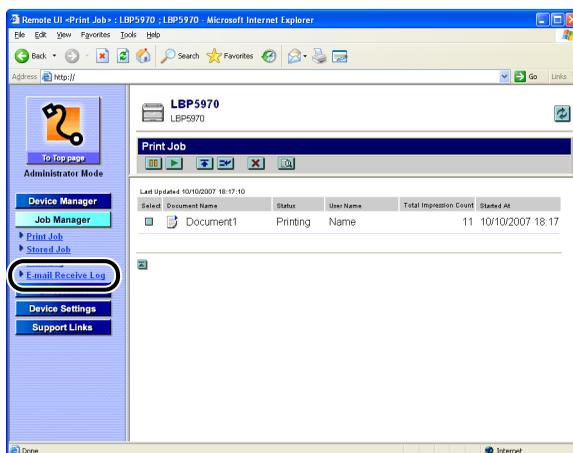 Remote UI <Print Job> : LBP5970 ; LBP5970 - Microsoft Internet Explorer
File Edit View Favorites Tools Help
Back Search Favorites
Address http:// Go Links
To Top page
Administrator Mode
Device Manager
Job Manager
Print Job
Stored Job
E-mail Receive Log
Device Settings
Support Links
LBP5970
LBP5970
Print Job
Last Updated 10/10/2007 18:17:10
Select Document Name Status User Name Total Impression Count Started At
Document1 Printing Name 11 10/10/2007 18:17
Done Internet